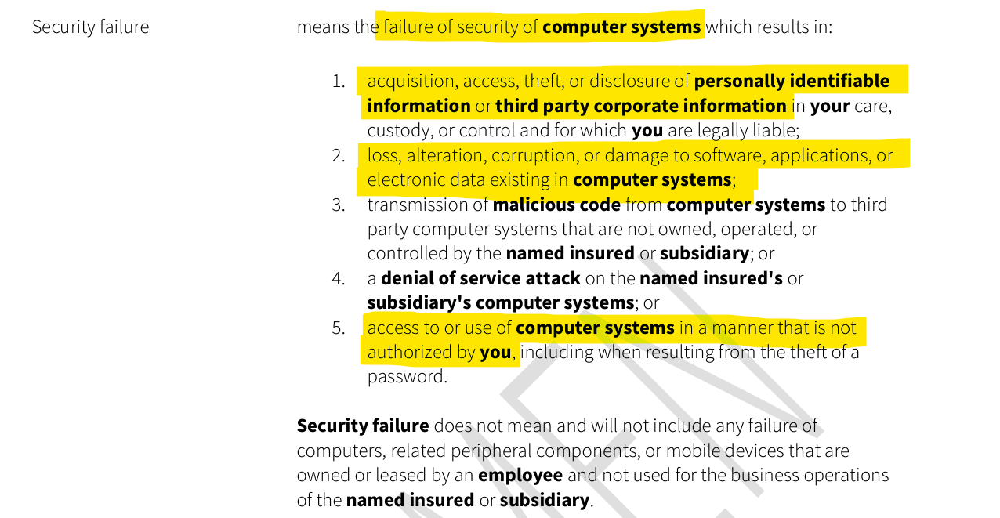 Security failure means the failure of security of computer systems which results in:
1. acquisition, access, theft, or disclosure of personally identifiable
information or third party corporate information in your care,
custody, or control and for which you are legally liable;
2. loss, alteration, corruption, or damage to software, applications, or
electronic data existing in computer systems;
3. transmission of malicious code from computer systems to third
party computer systems that are not owned, operated, or
controlled by the named insured or subsidiary; or
4. a denial of service attack on the named insured's or
subsidiary's computer systems; or
5. access to or use of computer systems in a manner that is not
authorized by you, including when resulting from the theft of a
password.
Security failure does not mean and will not include any failure of
computers, related peripheral components, or mobile devices that are
owned or leased by an employee and not used for the business operations
of the named insured or subsidiary.